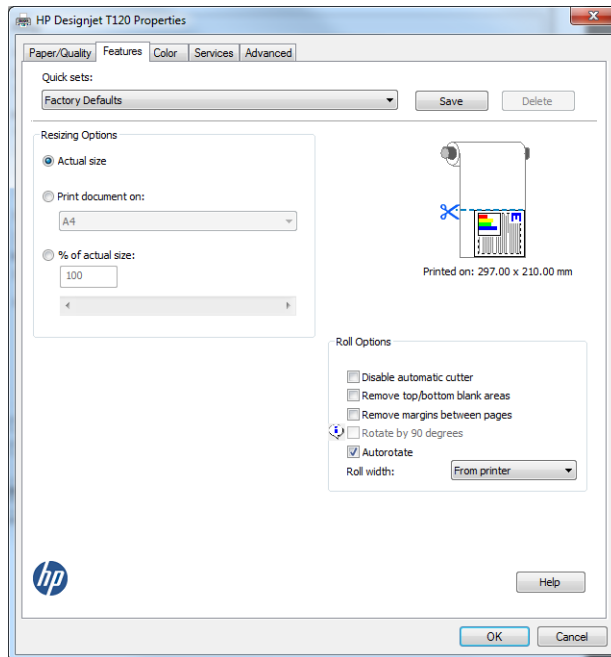 HP Designjet T120 Properties
Paper/Quality Features Color Services Advanced
Quick sets:
Factory Defaults Save Delete
Resizing Options
Actual size
Print document on:
A4
% of actual size:
100
Printed on: 297.00 x 210.00 mm
Roll Options
Disable automatic cutter
Remove top/bottom blank areas
Remove margins between pages
Rotate by 90 degrees
Autorotate
Roll width: From printer
hp
Help
OK Cancel